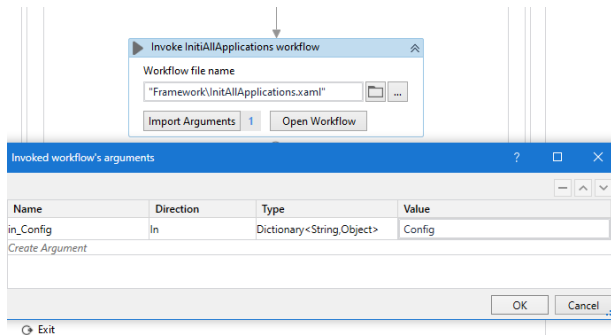 Invoke InitiAllApplications workflow
Workflow file name
"Framework\InitAllApplications.xaml"
...
Import Arguments 1 Open Workflow
Invoked workflow's arguments ?
Name Direction Type Value
in_Config In Dictionary<String,Object> Config
Create Argument
OK Cancel
Exit